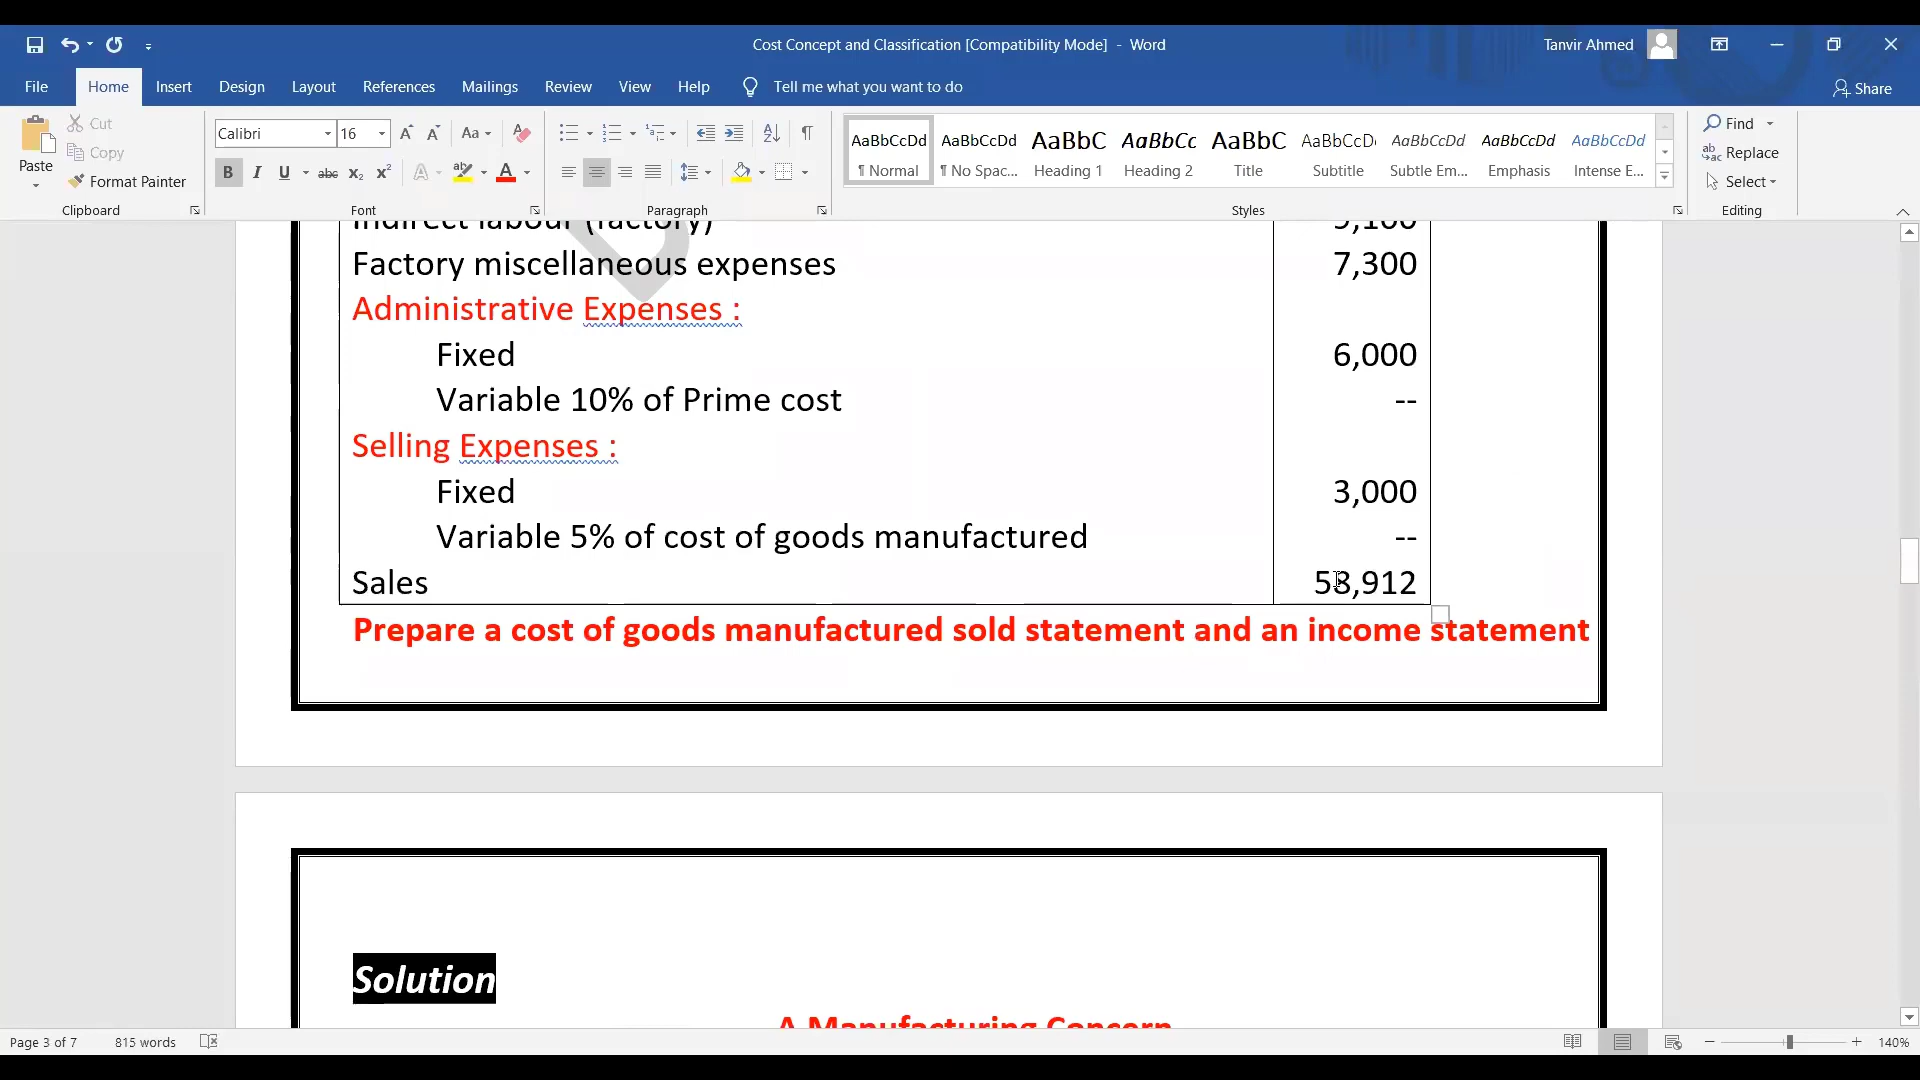 Cost Concept and Classification [Compatibility Mode] - Word
Tanvir Ahmed
File Home Insert Design Layout References Mailings Review View Help Tell me what you want to do
Share
Paste
Cut
Copy
Format Painter
Clipboard
Calibri 16
Font
Paragraph
AaBbCcDd AaBbCcDd AaBbC AaBbCc AaBbC AaBbCcD AaBbCcDd AaBbCcDd AaBbCcDd
¶ Normal ¶ No Spac... Heading 1 Heading 2 Title Subtitle Subtle Em... Emphasis Intense E...
Styles
Find
Replace
Select
Editing
Indirect labour (factory)
Factory miscellaneous expenses 7,300
Administrative Expenses :
Fixed 6,000
Variable 10% of Prime cost --
Selling Expenses :
Fixed 3,000
Variable 5% of cost of goods manufactured --
Sales 58,912
Prepare a cost of goods manufactured sold statement and an income statement
Solution
A Manufacturing Concern
Page 3 of 7 815 words
140%